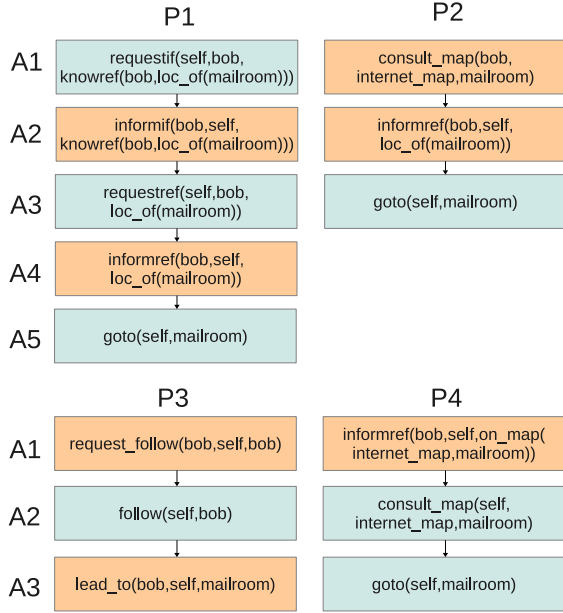 P1
P2
A1
requestif(self,bob,
knowref(bob,loc_of(mailroom)))
consult_map(bob,
internet_map,mailroom)
A2
informif(bob,self,
knowref(bob,loc_of(mailroom)))
informref(bob,self,
loc_of(mailroom))
A3
requestref(self,bob,
loc_of(mailroom))
goto(self,mailroom)
A4
informref(bob,self,
loc_of(mailroom))
A5
goto(self,mailroom)
P3
P4
A1
request_follow(bob,self,bob)
informref(bob,self,on_map(
internet_map,mailroom))
A2
follow(self,bob)
consult_map(self,
internet_map,mailroom)
A3
lead_to(bob,self,mailroom)
goto(self,mailroom)